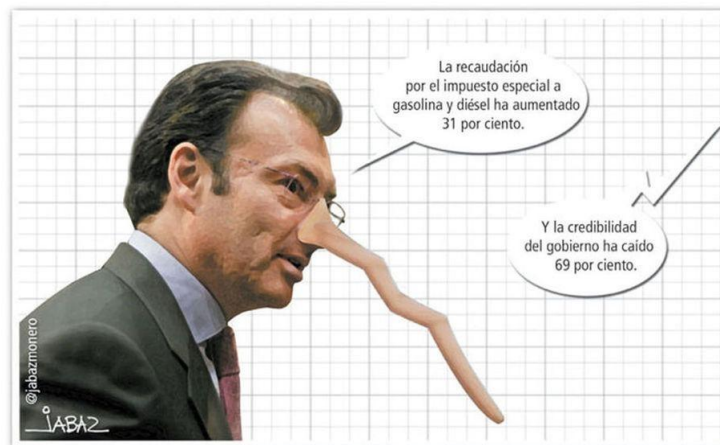 La recaudación
por el impuesto especial a
gasolina y diésel ha aumentado
31 por ciento.
Y la credibilidad
del gobierno ha caído
69 por ciento.
@jabazmonero
JABAZ